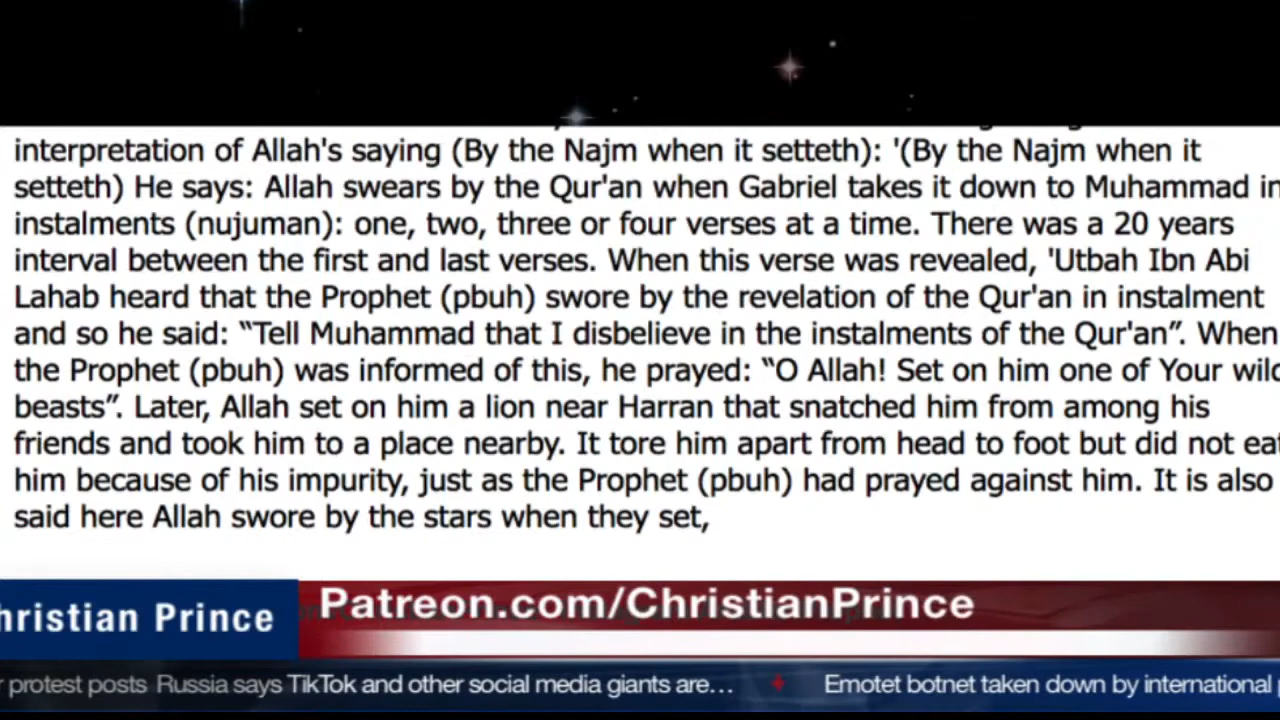 interpretation of Allah's saying (By the Najm when it setteth): '(By the Najm when it
setteth) He says: Allah swears by the Qur'an when Gabriel takes it down to Muhammad in
instalments (nujuman): one, two, three or four verses at a time. There was a 20 years
interval between the first and last verses. When this verse was revealed, 'Utbah Ibn Abi
Lahab heard that the Prophet (pbuh) swore by the revelation of the Qur'an in instalment
and so he said: “Tell Muhammad that I disbelieve in the instalments of the Qur'an”. When
the Prophet (pbuh) was informed of this, he prayed: “O Allah! Set on him one of Your wild
beasts”. Later, Allah set on him a lion near Harran that snatched him from among his
friends and took him to a place nearby. It tore him apart from head to foot but did not eat
him because of his impurity, just as the Prophet (pbuh) had prayed against him. It is also
said here Allah swore by the stars when they set,
hristian Prince
Patreon.com/ChristianPrince
r protest posts Russia says TikTok and other social media giants are… Emotet botnet taken down by international